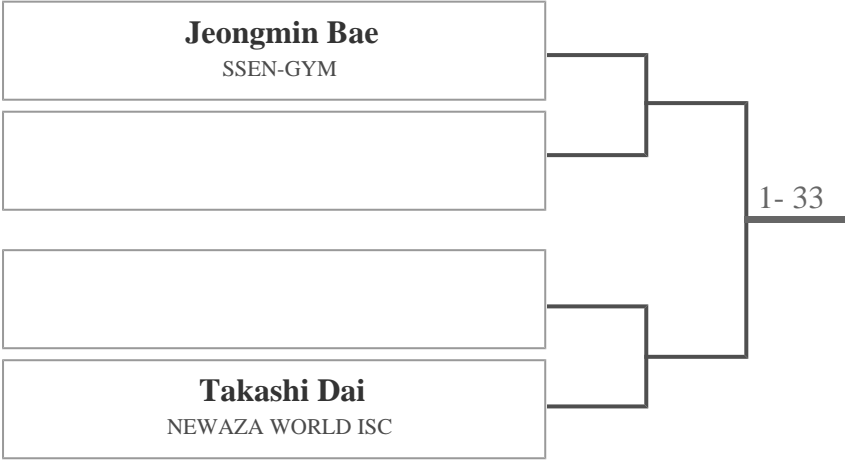 Jeongmin Bae
SSEN-GYM
1- 33
Takashi Dai
NEWAZA WORLD ISC